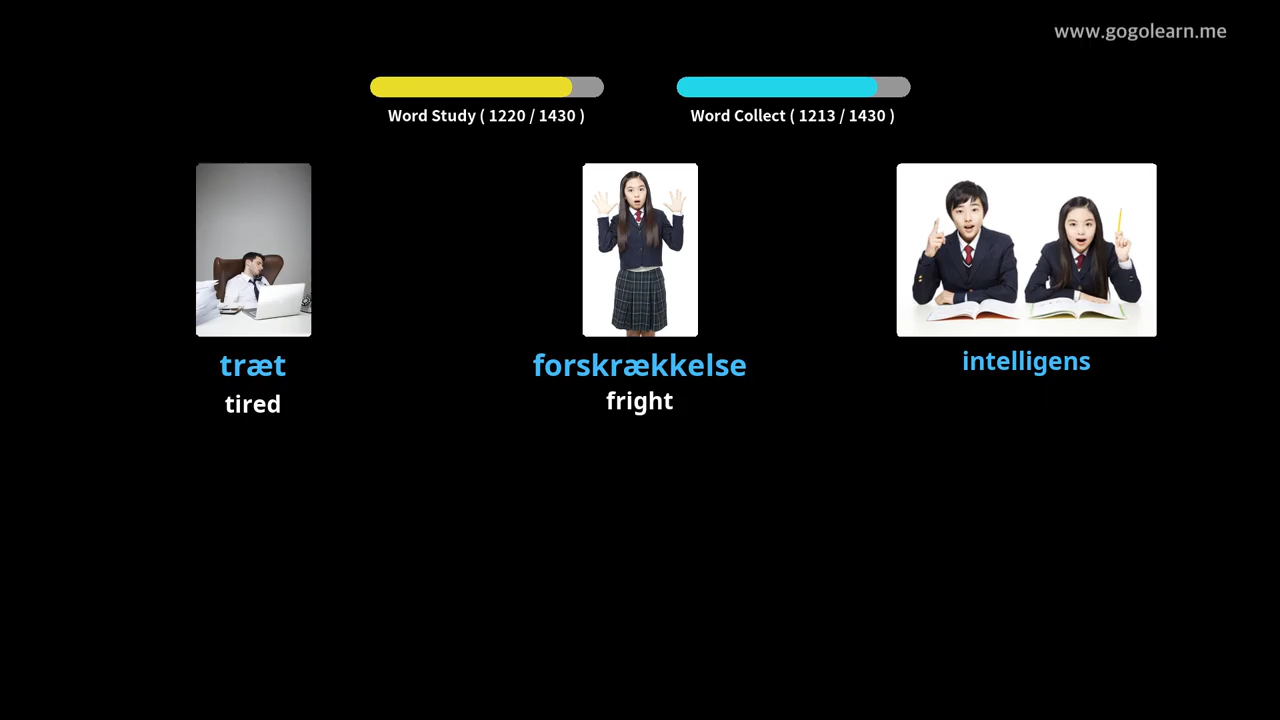 www.gogolearn.me
Word Study ( 1220 / 1430 )
Word Collect ( 1213 / 1430 )
træt
tired
forskrækkelse
fright
intelligens